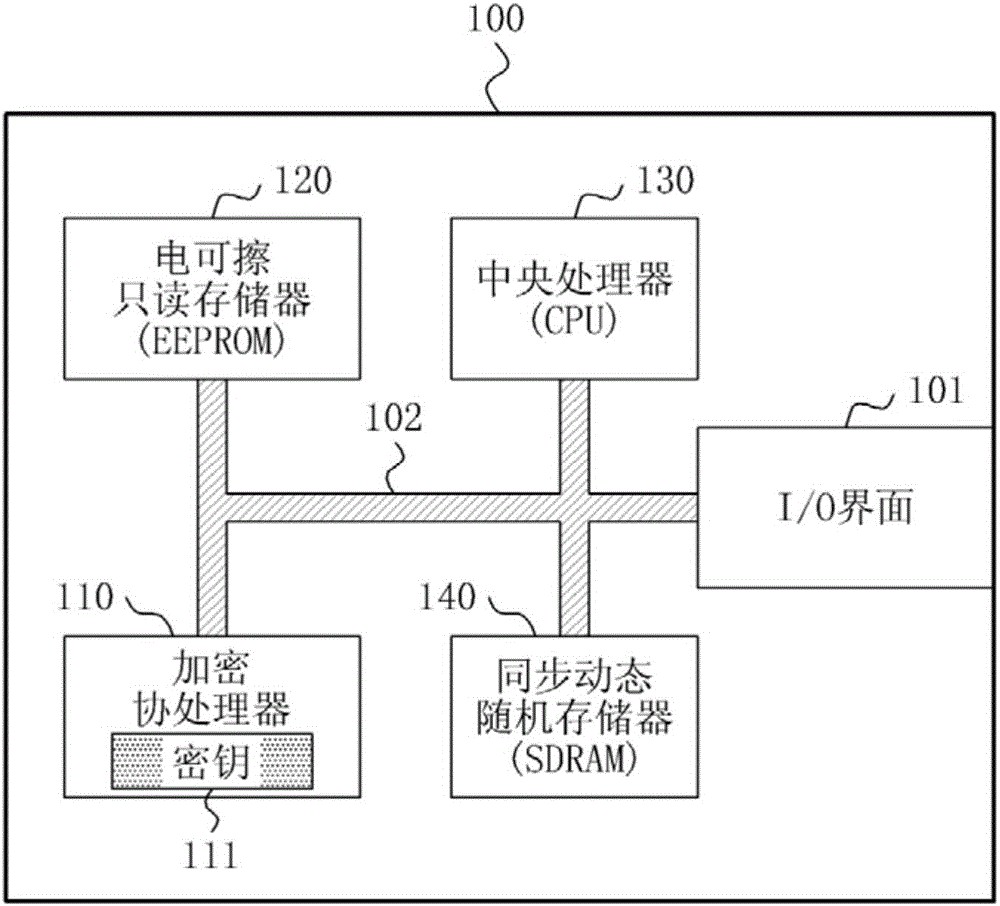 100
120
130
电可擦
只读存储器
(EEPROM)
中央处理器
(CPU)
101
102
I/O界面
110
140
加密
协处理器
密钥
同步动态
随机存储器
(SDRAM)
111